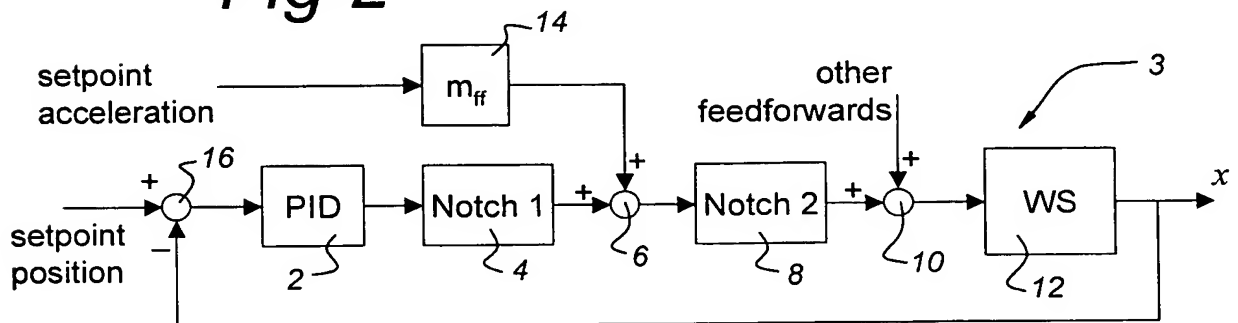 Fig 2
14
setpoint
acceleration
m_ff
other
feedforwards
3
16
+
+
+
PID
Notch 1
+
Notch 2
+
WS
x
setpoint
position
−
2
4
6
8
10
12